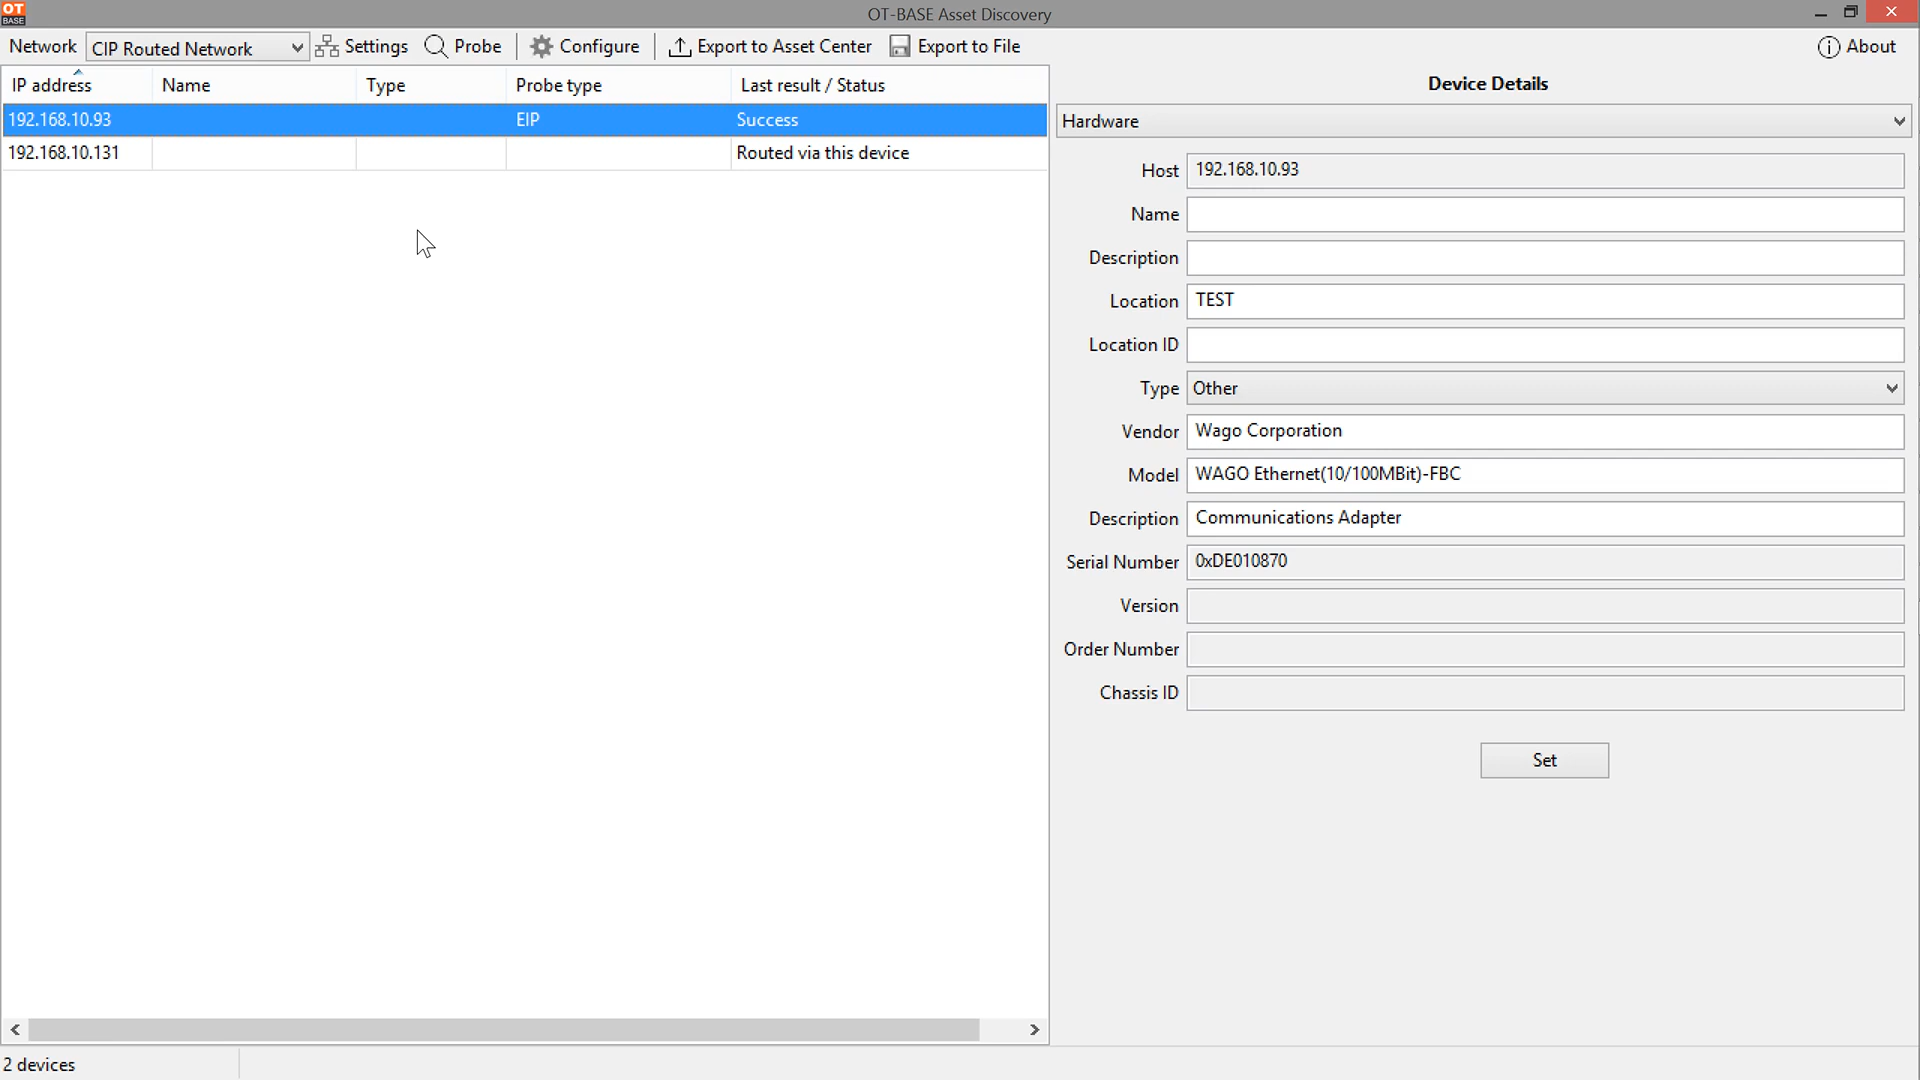 OT BASE
OT-BASE Asset Discovery
Network CIP Routed Network Settings Probe Configure Export to Asset Center Export to File About
IP address Name Type Probe type Last result / Status
192.168.10.93 EIP Success
192.168.10.131 Routed via this device
Device Details
Hardware
Host 192.168.10.93
Name
Description
Location TEST
Location ID
Type Other
Vendor Wago Corporation
Model WAGO Ethernet(10/100MBit)-FBC
Description Communications Adapter
Serial Number 0xDE010870
Version
Order Number
Chassis ID
Set
2 devices